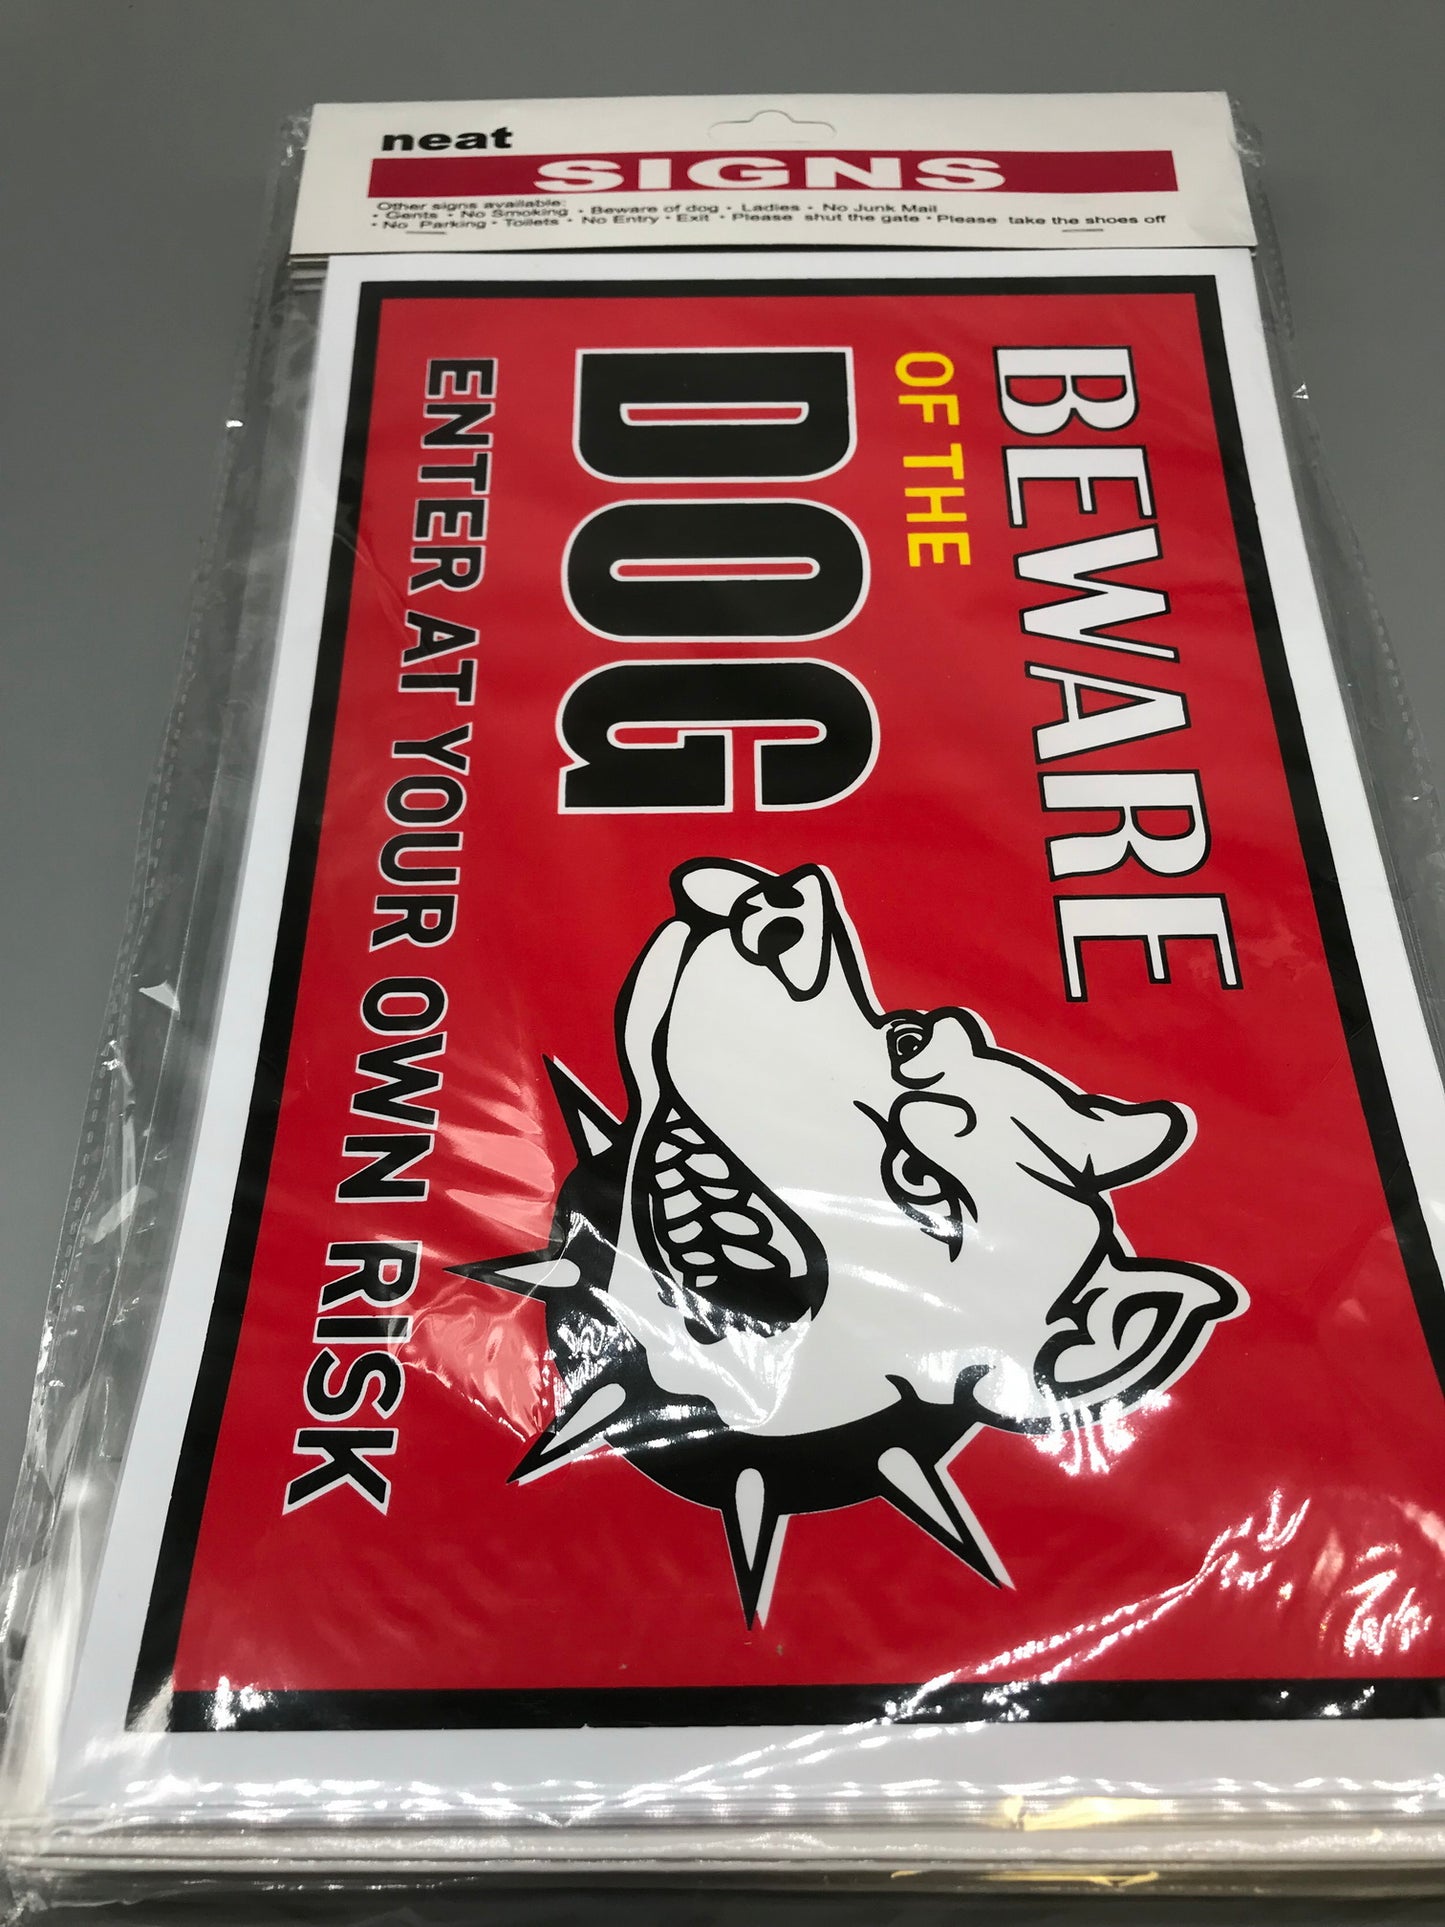 neat
SIGNS
Other signs available:
• Gents • No Smoking • Beware of dog • Ladies • No Junk Mail
• No Parking • Toilets • No Entry • Exit • Please shut the gate • Please take the shoes off
BEWARE
OF THE
DOG
ENTER AT YOUR OWN RISK